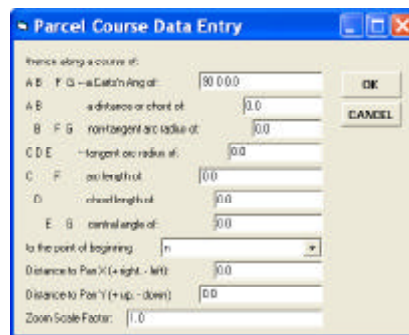 Parcel Course Data Entry
thence along a course of:
A B F G -- a Carto'n Ang of: 90 0 0.0
OK
A B a distance or chord of: 0.0
CANCEL
B F G non-tangent arc radius of: 0.0
C D E --tangent arc radius of: 0.0
C F arc length of: 0.0
D chord length of: 0.0
E G central angle of: 0.0
to the point of beginning n
Distance to Pan X (+ right, - left): 0.0
Distance to Pan Y (+ up, - down) 0.0
Zoom Scale Factor: 1.0